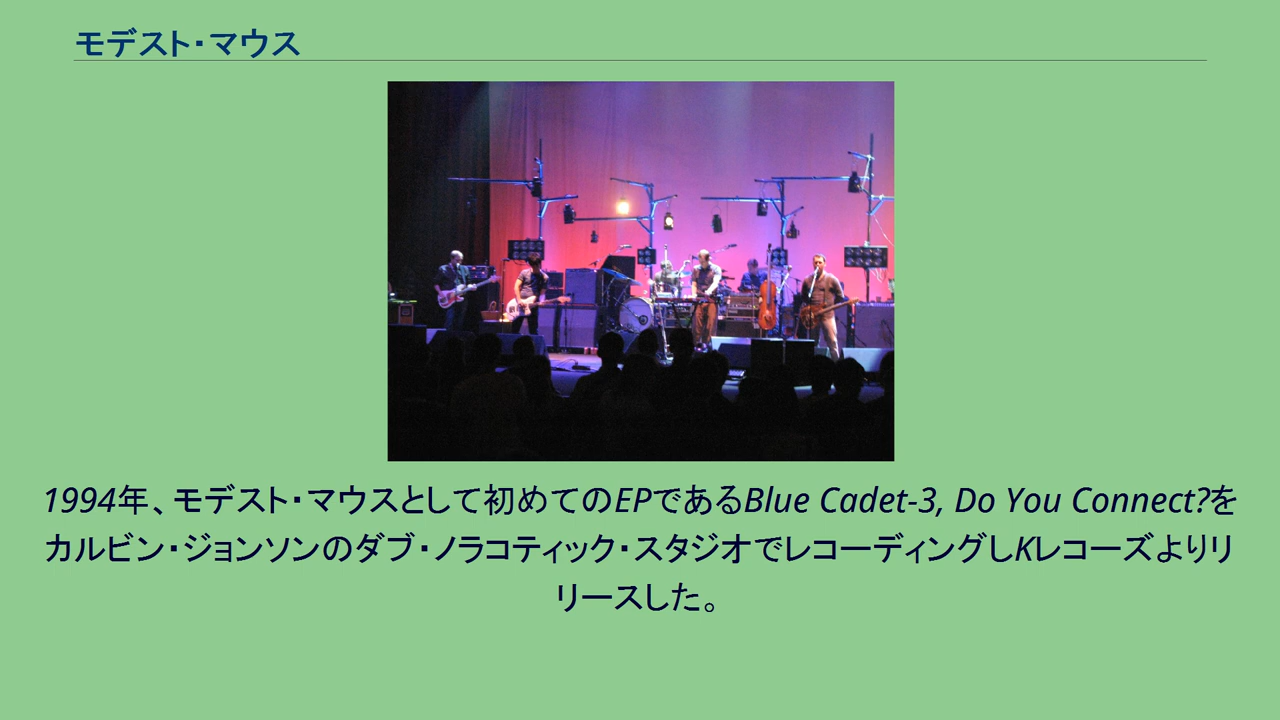 モデスト・マウス
1994年、モデスト・マウスとして初めてのEPであるBlue Cadet-3, Do You Connect?を
カルビン・ジョンソンのダブ・ノラコティック・スタジオでレコーディングしKレコーズよりリ
リースした。